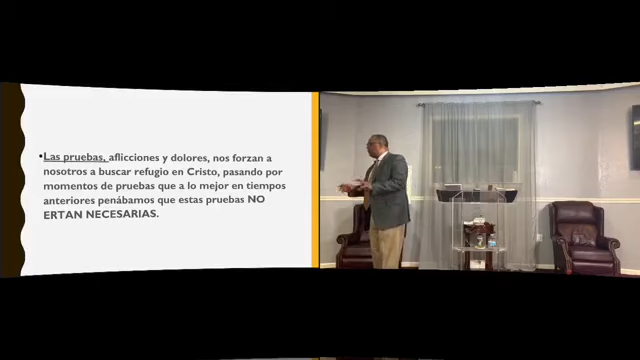 •Las pruebas, aflicciones y dolores, nos forzan a
nosotros a buscar refugio en Cristo, pasando por
momentos de pruebas que a lo mejor en tiempos
anteriores penábamos que estas pruebas NO
ERTAN NECESARIAS.